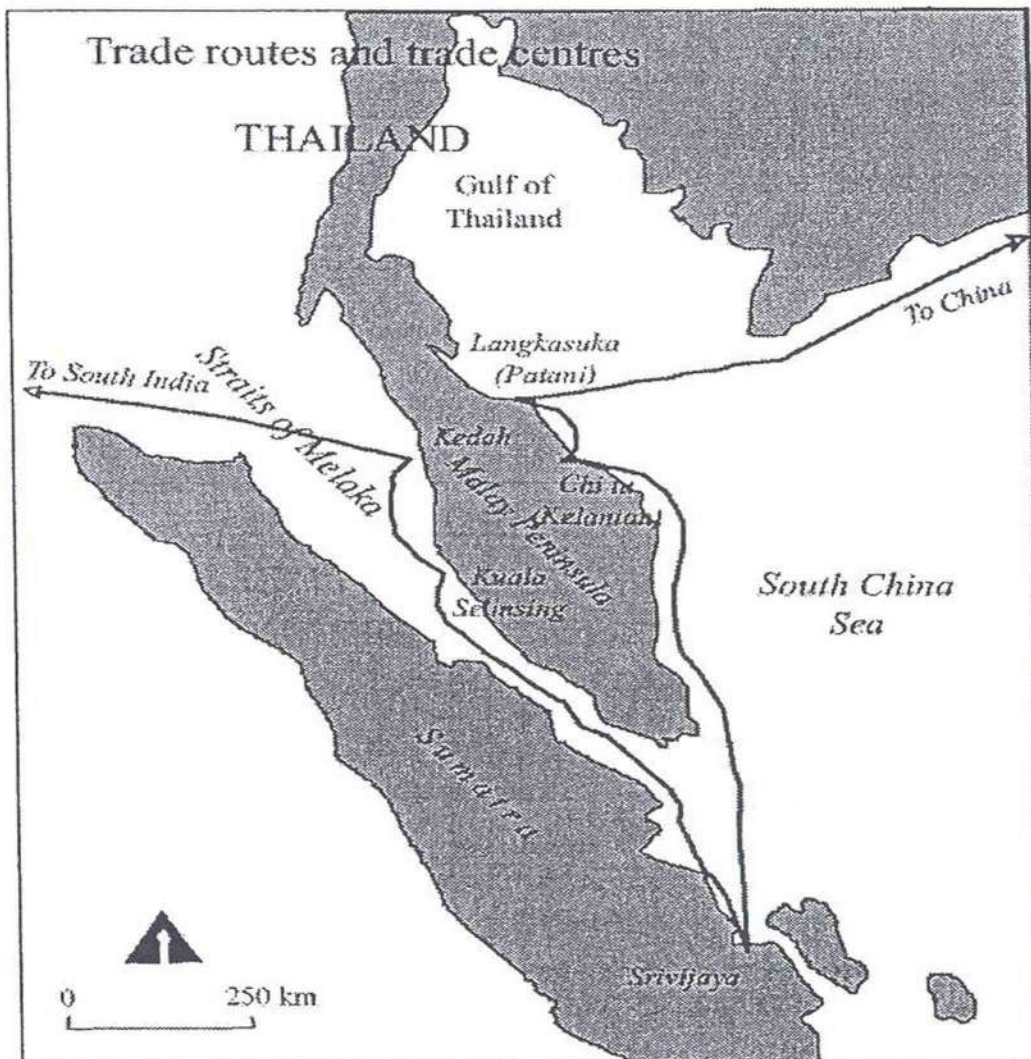 Trade routes and trade centres
THAILAND
Gulf of
Thailand
To China
Langkasuka
(Patani)
To South India
Straits of Melaka
Kedah
Malay Peninsula
Chi tu
(Kelantan)
Kuala
Selinsing
South China
Sea
Sumatra
Srivijaya
0
250 km